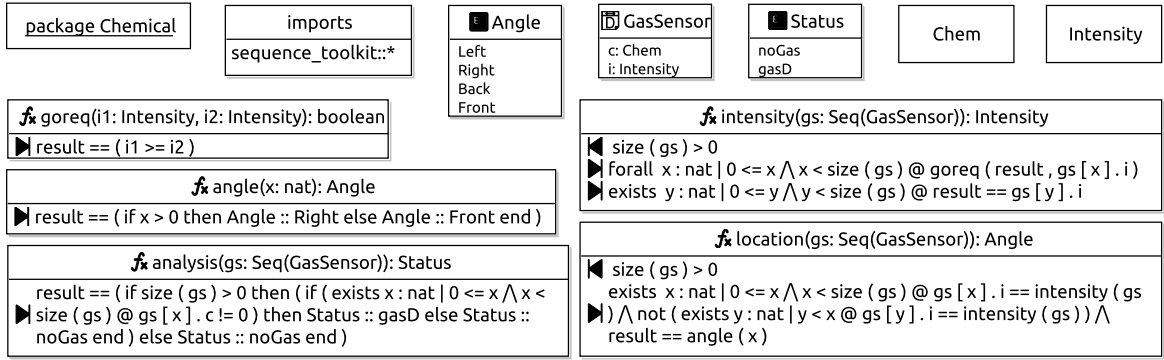 package Chemical
imports
sequence_toolkit::*
E Angle
Left
Right
Back
Front
D GasSensor
c: Chem
i: Intensity
E Status
noGas
gasD
Chem
Intensity
fx goreq(i1: Intensity, i2: Intensity): boolean
result == ( i1 >= i2 )
fx angle(x: nat): Angle
result == ( if x > 0 then Angle :: Right else Angle :: Front end )
fx analysis(gs: Seq(GasSensor)): Status
result == ( if size ( gs ) > 0 then ( if ( exists x : nat | 0 <= x /\ x <
size ( gs ) @ gs [ x ] . c != 0 ) then Status :: gasD else Status ::
noGas end ) else Status :: noGas end )
fx intensity(gs: Seq(GasSensor)): Intensity
size ( gs ) > 0
forall x : nat | 0 <= x /\ x < size ( gs ) @ goreq ( result , gs [ x ] . i )
exists y : nat | 0 <= y /\ y < size ( gs ) @ result == gs [ y ] . i
fx location(gs: Seq(GasSensor)): Angle
size ( gs ) > 0
exists x : nat | 0 <= x /\ x < size ( gs ) @ gs [ x ] . i == intensity ( gs
) /\ not ( exists y : nat | y < x @ gs [ y ] . i == intensity ( gs ) ) /\
result == angle ( x )